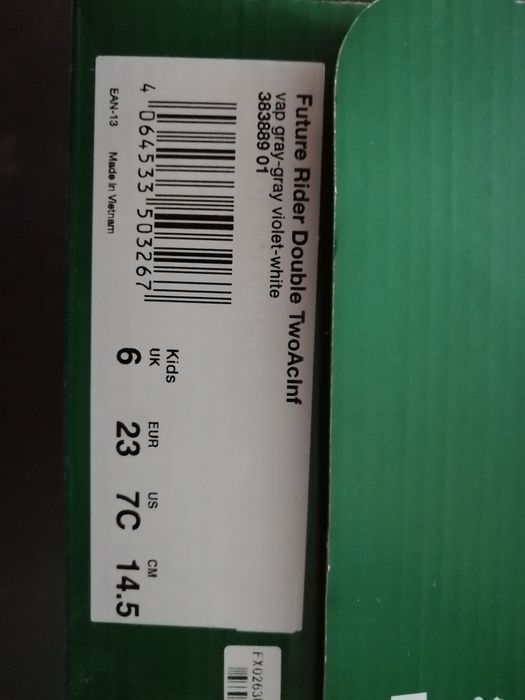 Future Rider Double TwoAcInf
vap gray-gray violet-white
383889 01
4 064533 503267
EAN-13 Made in Vietnam
Kids
UK EUR US CM
6 23 7C 14.5